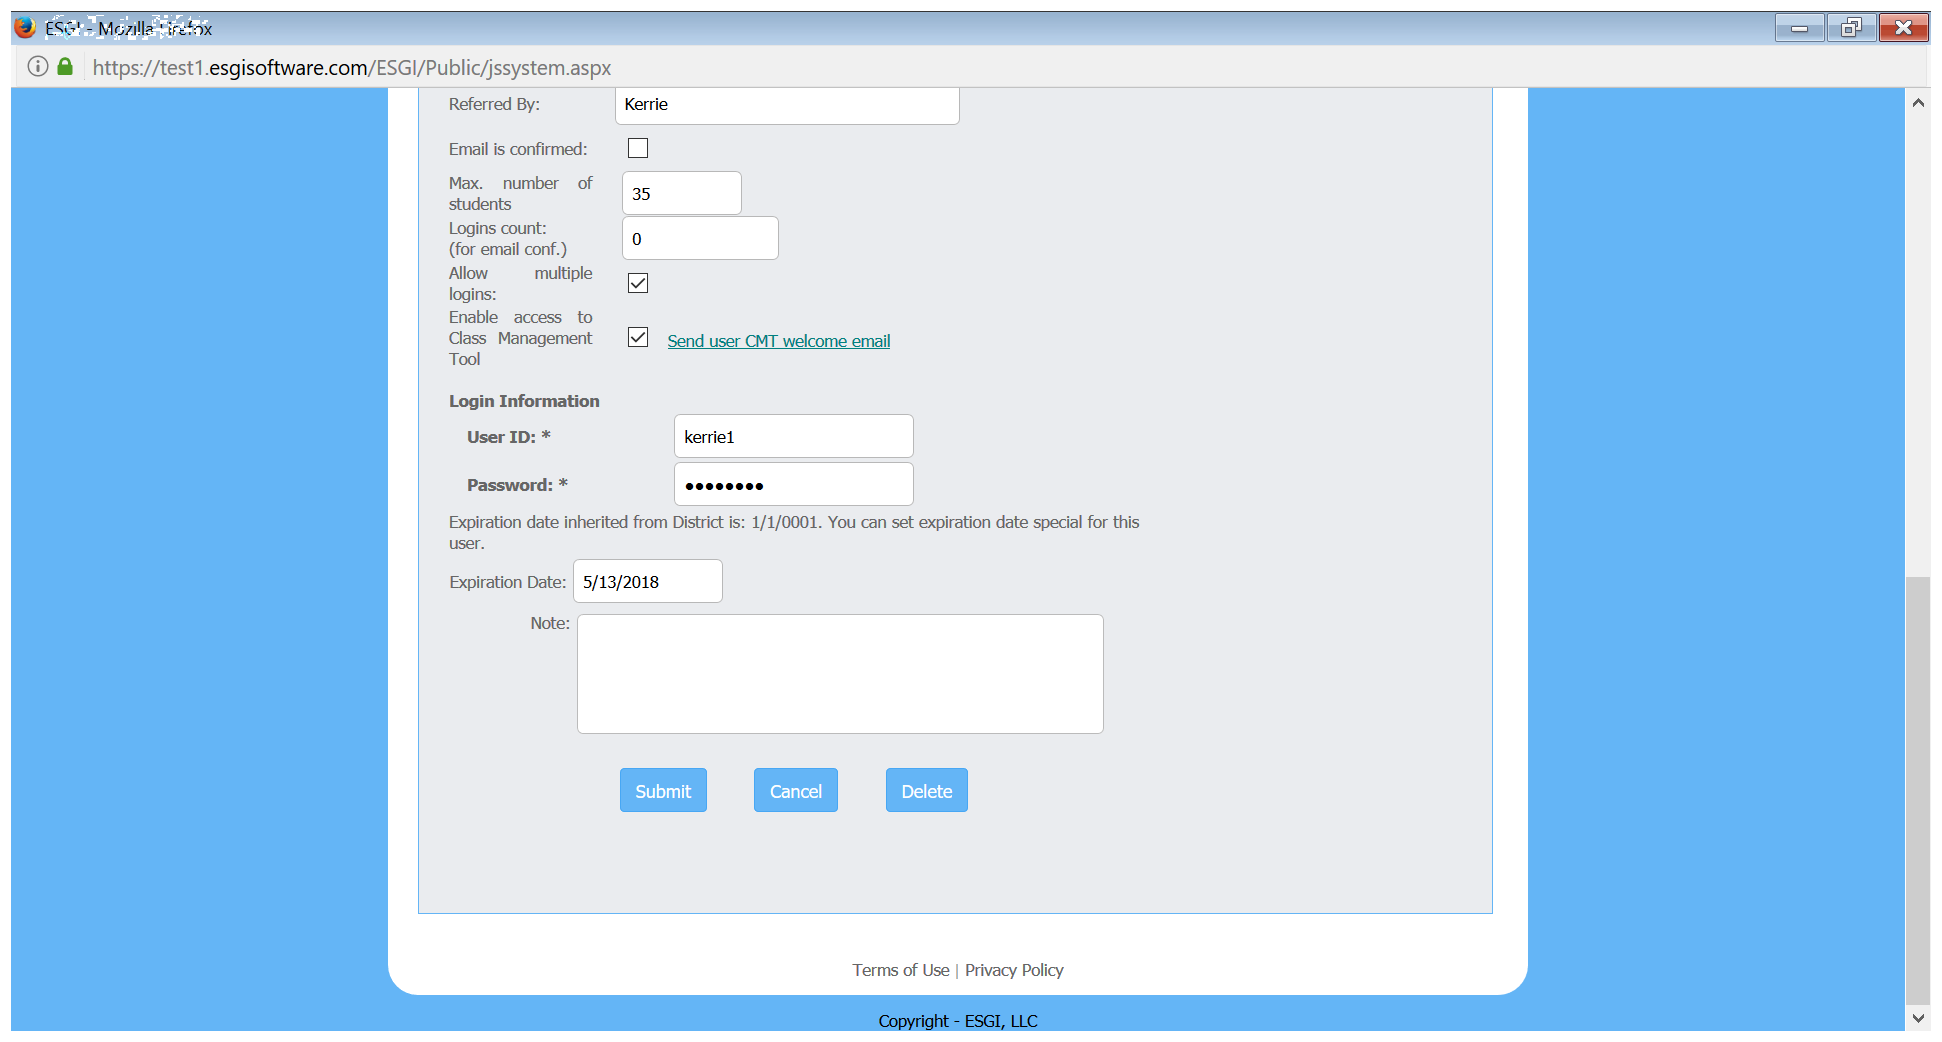 ESGI - Mozilla Firefox
https://test1.esgisoftware.com/ESGI/Public/jssystem.aspx
Referred By: Kerrie
Email is confirmed:
Max. number of
students
35
Logins count:
(for email conf.)
0
Allow multiple
logins:
Enable access to
Class Management
Tool
Send user CMT welcome email
Login Information
User ID: * kerrie1
Password: * ●●●●●●●●
Expiration date inherited from District is: 1/1/0001. You can set expiration date special for this
user.
Expiration Date: 5/13/2018
Note:
Submit Cancel Delete
Terms of Use | Privacy Policy
Copyright - ESGI, LLC